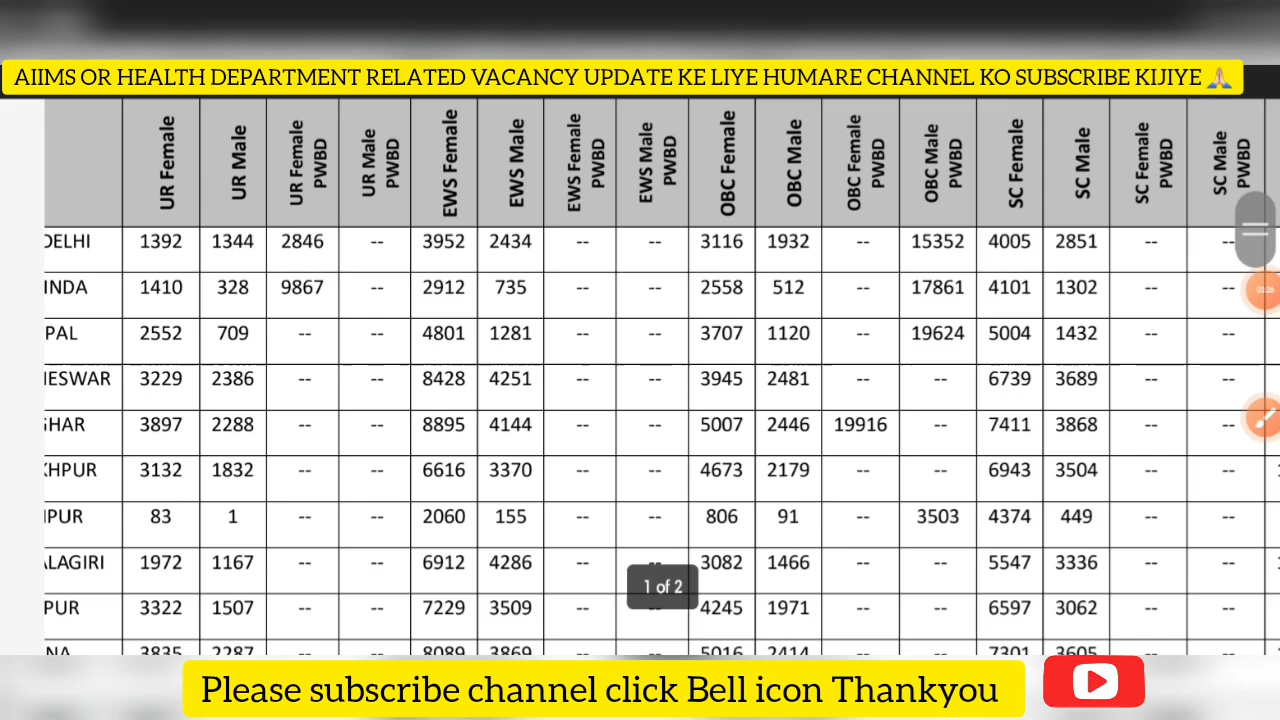 AIIMS OR HEALTH DEPARTMENT RELATED VACANCY UPDATE KE LIYE HUMARE CHANNEL KO SUBSCRIBE KIJIYE 🙏
UR Female UR Male UR Female PWBD UR Male PWBD EWS Female EWS Male EWS Female PWBD EWS Male PWBD OBC Female OBC Male OBC Female PWBD OBC Male PWBD SC Female SC Male SC Female PWBD SC Male PWBD
DELHI 1392 1344 2846 -- 3952 2434 -- -- 3116 1932 -- 15352 4005 2851 -- --
INDA 1410 328 9867 -- 2912 735 -- -- 2558 512 -- 17861 4101 1302 -- --
03:26
PAL 2552 709 -- -- 4801 1281 -- -- 3707 1120 -- 19624 5004 1432 -- --
IESWAR 3229 2386 -- -- 8428 4251 -- -- 3945 2481 -- -- 6739 3689 -- --
GHAR 3897 2288 -- -- 8895 4144 -- -- 5007 2446 19916 -- 7411 3868 -- --
KHPUR 3132 1832 -- -- 6616 3370 -- -- 4673 2179 -- -- 6943 3504 -- --
IPUR 83 1 -- -- 2060 155 -- -- 806 91 -- 3503 4374 449 -- --
ALAGIRI 1972 1167 -- -- 6912 4286 -- -- 3082 1466 -- -- 5547 3336 -- --
1 of 2
PUR 3322 1507 -- -- 7229 3509 -- -- 4245 1971 -- -- 6597 3062 -- --
NA 3835 2287 -- -- 8089 3869 -- -- 5016 2414 -- -- 7301 3605 -- --
Please subscribe channel click Bell icon Thankyou